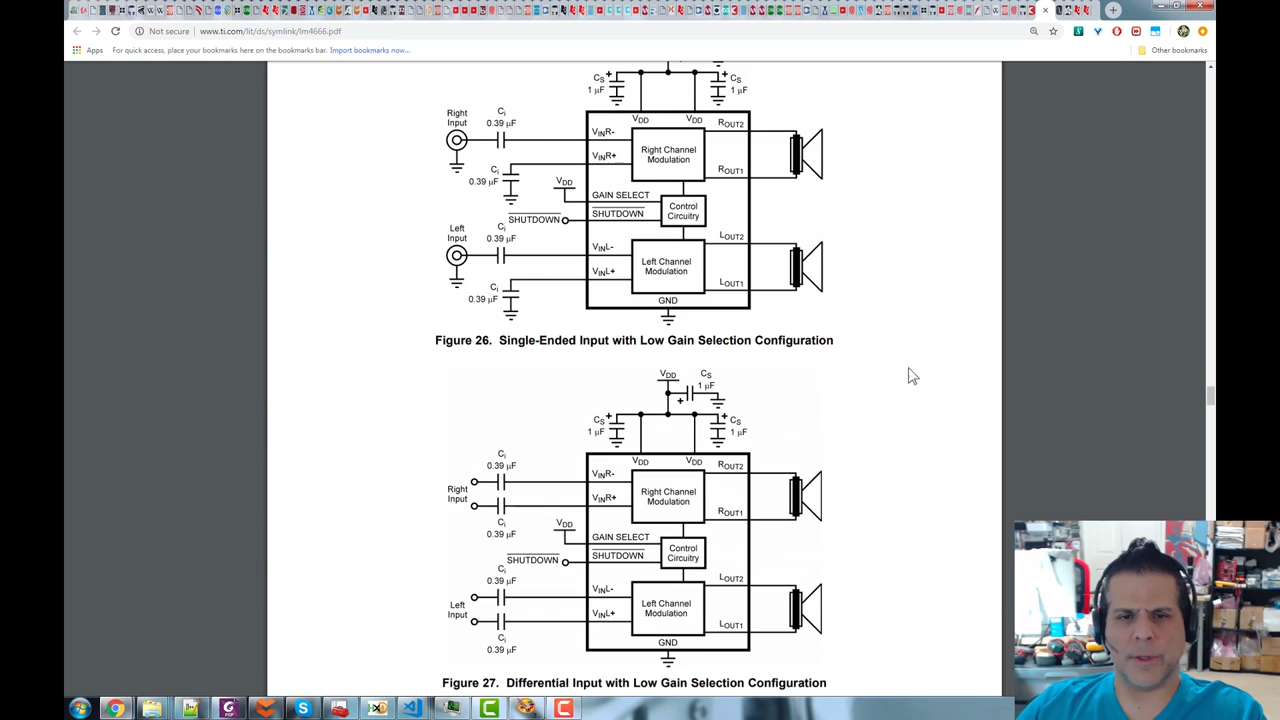 Not secure
www.ti.com/lit/ds/symlink/lm4666.pdf
Apps
For quick access, place your bookmarks here on the bookmarks bar.
Import bookmarks now...
Other bookmarks
CS
1 µF
+
CS
1 µF
+
VDD
VDD
ROUT2
Right
Input
Ci
0.39 µF
VINR-
VINR+
Right Channel
Modulation
ROUT1
Ci
0.39 µF
VDD
GAIN SELECT
SHUTDOWN
SHUTDOWN
Control
Circuitry
Left
Input
Ci
0.39 µF
VINL-
VINL+
Left Channel
Modulation
LOUT2
LOUT1
Ci
0.39 µF
GND
Figure 26. Single-Ended Input with Low Gain Selection Configuration
VDD
CS
1 µF
+
CS
1 µF
+
CS
1 µF
+
VDD
VDD
ROUT2
Ci
0.39 µF
Right
Input
VINR-
VINR+
Right Channel
Modulation
ROUT1
Ci
0.39 µF
VDD
GAIN SELECT
SHUTDOWN
SHUTDOWN
Control
Circuitry
Ci
0.39 µF
Left
Input
VINL-
VINL+
Left Channel
Modulation
LOUT2
LOUT1
Ci
0.39 µF
GND
Figure 27. Differential Input with Low Gain Selection Configuration